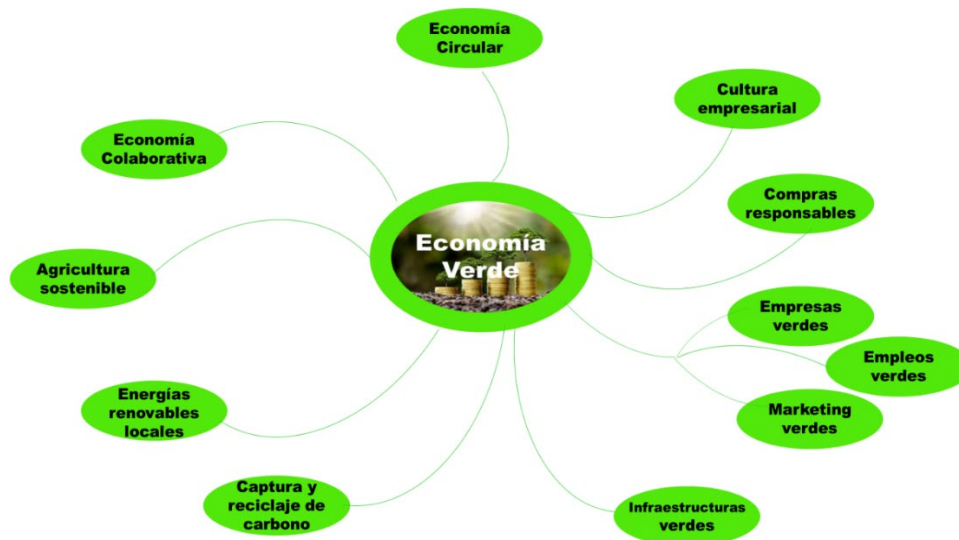 Economía
Circular
Cultura
empresarial
Economía
Colaborativa
Compras
responsables
Economía
Verde
Agricultura
sostenible
Empresas
verdes
Empleos
verdes
Energías
renovables
locales
Marketing
verdes
Captura y
reciclaje de
carbono
Infraestructuras
verdes